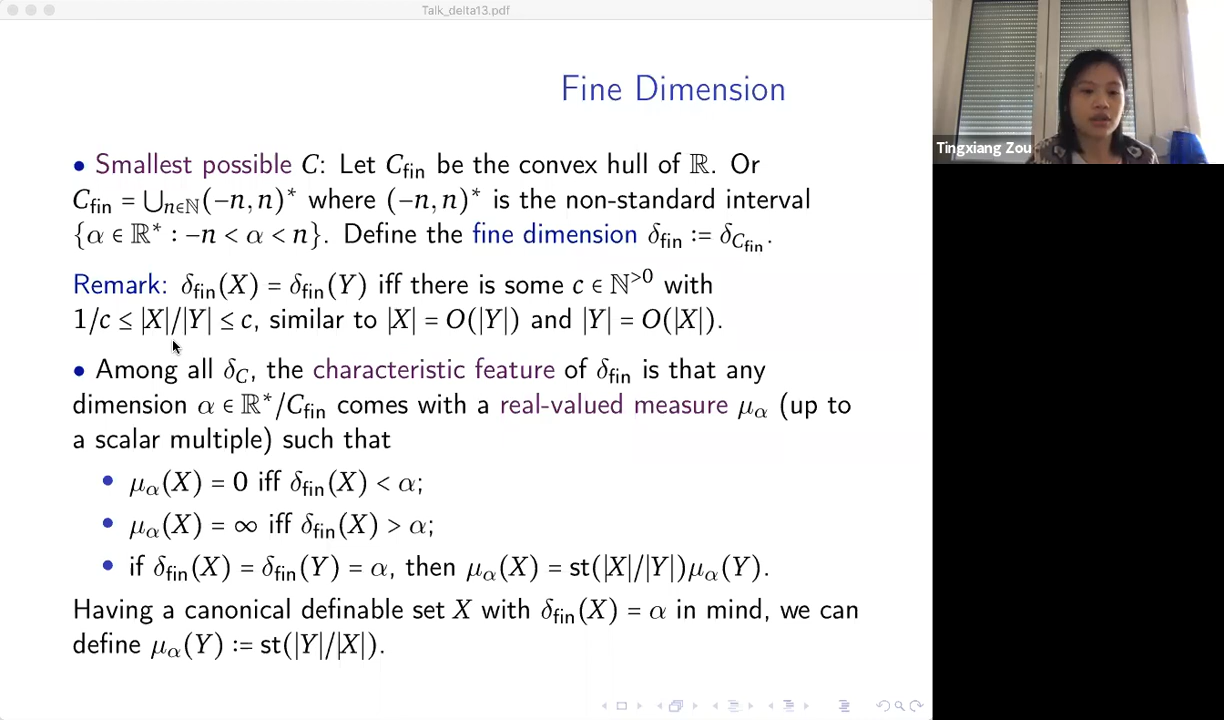 Talk_delta13.pdf
Fine Dimension
• Smallest possible C: Let C_fin be the convex hull of ℝ. Or
C_fin = ⋃_{n∈ℕ}(−n, n)* where (−n, n)* is the non-standard interval
{α ∈ ℝ* : −n < α < n}. Define the fine dimension δ_fin := δ_{C_fin}.
Remark: δ_fin(X) = δ_fin(Y) iff there is some c ∈ ℕ^{>0} with
1/c ≤ |X|/|Y| ≤ c, similar to |X| = O(|Y|) and |Y| = O(|X|).
• Among all δ_C, the characteristic feature of δ_fin is that any
dimension α ∈ ℝ*/C_fin comes with a real-valued measure μ_α (up to
a scalar multiple) such that
• μ_α(X) = 0 iff δ_fin(X) < α;
• μ_α(X) = ∞ iff δ_fin(X) > α;
• if δ_fin(X) = δ_fin(Y) = α, then μ_α(X) = st(|X|/|Y|)μ_α(Y).
Having a canonical definable set X with δ_fin(X) = α in mind, we can
define μ_α(Y) := st(|Y|/|X|).
Tingxiang Zou